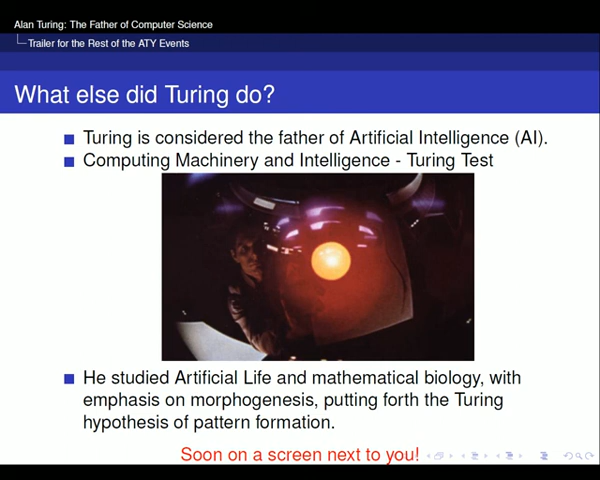 Alan Turing: The Father of Computer Science
Trailer for the Rest of the ATY Events
What else did Turing do?
Turing is considered the father of Artificial Intelligence (AI).
Computing Machinery and Intelligence - Turing Test
He studied Artificial Life and mathematical biology, with
emphasis on morphogenesis, putting forth the Turing
hypothesis of pattern formation.
Soon on a screen next to you!